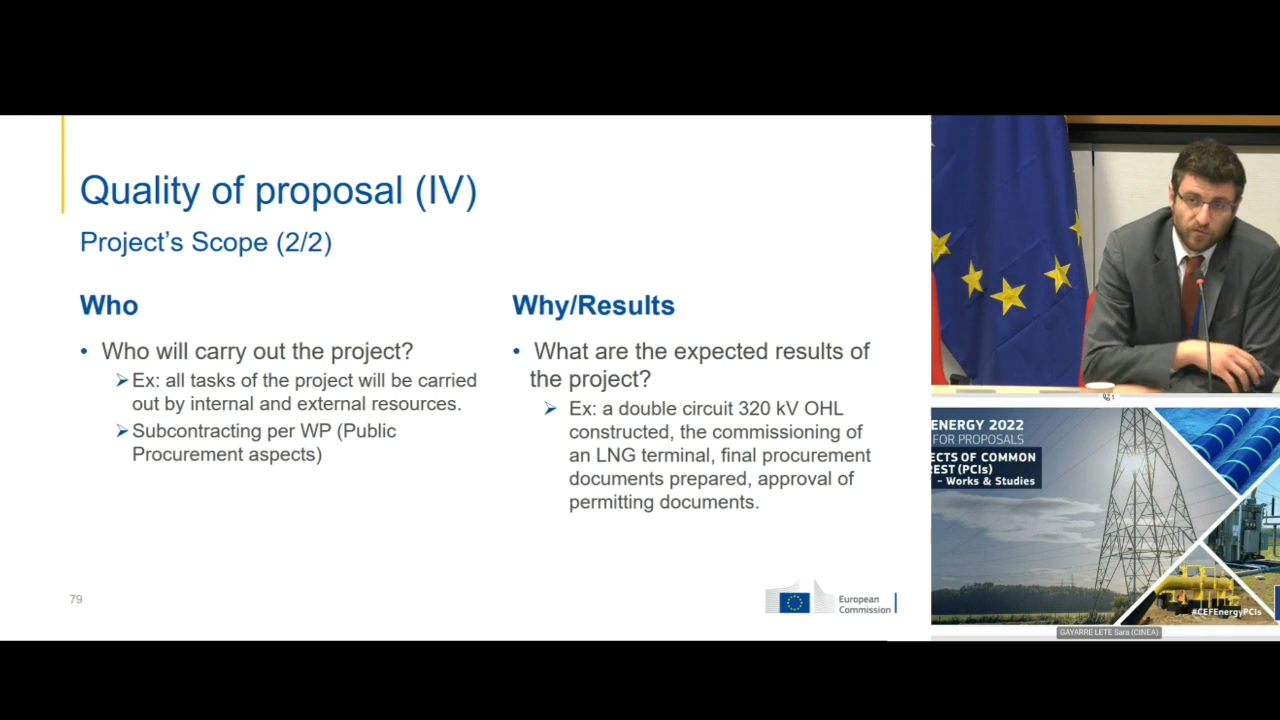 Quality of proposal (IV)
Project's Scope (2/2)
Who
• Who will carry out the project?
➢Ex: all tasks of the project will be carried
out by internal and external resources.
➢Subcontracting per WP (Public
Procurement aspects)
Why/Results
• What are the expected results of
the project?
➢ Ex: a double circuit 320 kV OHL
constructed, the commissioning of
an LNG terminal, final procurement
documents prepared, approval of
permitting documents.
79
European
Commission
ENERGY 2022
FOR PROPOSALS
ECTS OF COMMON
REST (PCIs)
- Works & Studies
#CEFEnergyPCIs
GAYARRE LETE Sara (CINEA)